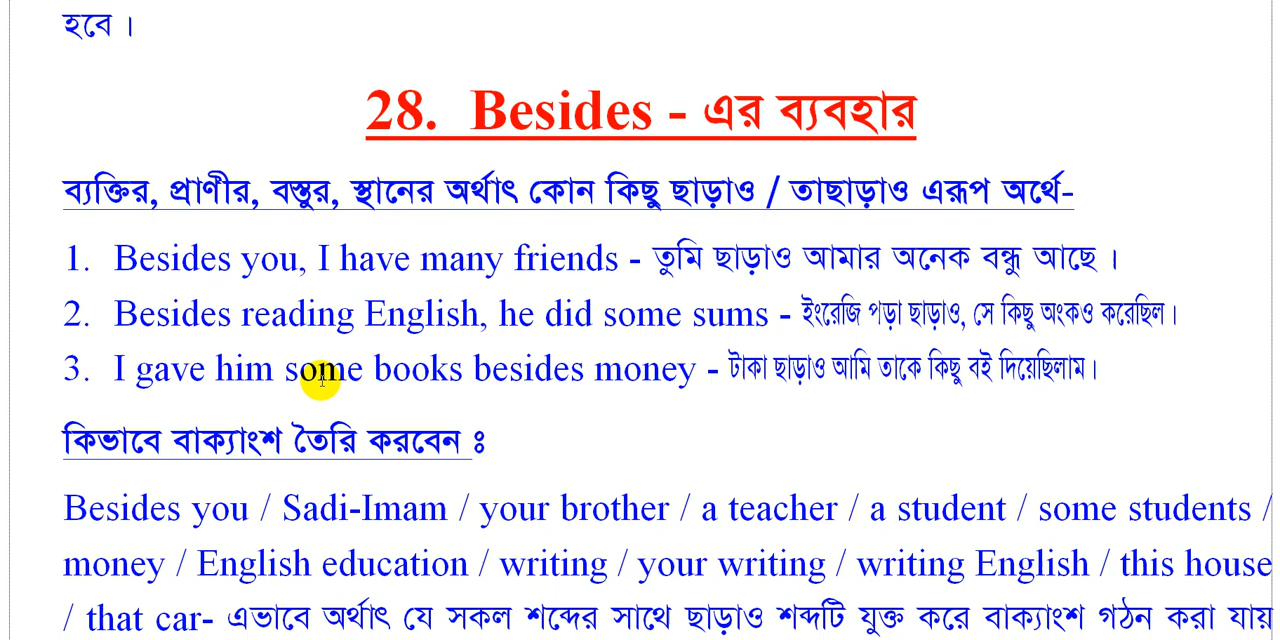 হবে ।
28. Besides - এর ব্যবহার
ব্যক্তির, প্রাণীর, বস্তুর, স্থানের অর্থাৎ কোন কিছু ছাড়াও / তাছাড়াও এরূপ অর্থে-
1. Besides you, I have many friends - তুমি ছাড়াও আমার অনেক বন্ধু আছে ।
2. Besides reading English, he did some sums - ইংরেজি পড়া ছাড়াও, সে কিছু অংকও করেছিল।
3. I gave him some books besides money - টাকা ছাড়াও আমি তাকে কিছু বই দিয়েছিলাম।
কিভাবে বাক্যাংশ তৈরি করবেন ঃ
Besides you / Sadi-Imam / your brother / a teacher / a student / some students /
money / English education / writing / your writing / writing English / this house
/ that car- এভাবে অর্থাৎ যে সকল শব্দের সাথে ছাড়াও শব্দটি যুক্ত করে বাক্যাংশ গঠন করা যায়